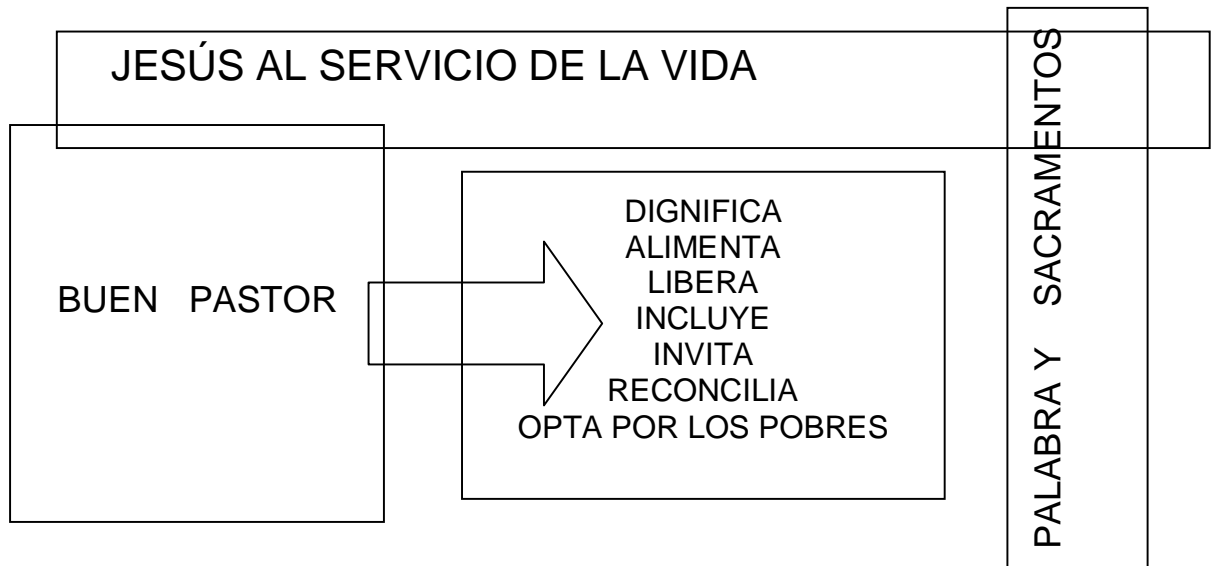 JESÚS AL SERVICIO DE LA VIDA
BUEN PASTOR
DIGNIFICA
ALIMENTA
LIBERA
INCLUYE
INVITA
RECONCILIA
OPTA POR LOS POBRES
PALABRA Y SACRAMENTOS